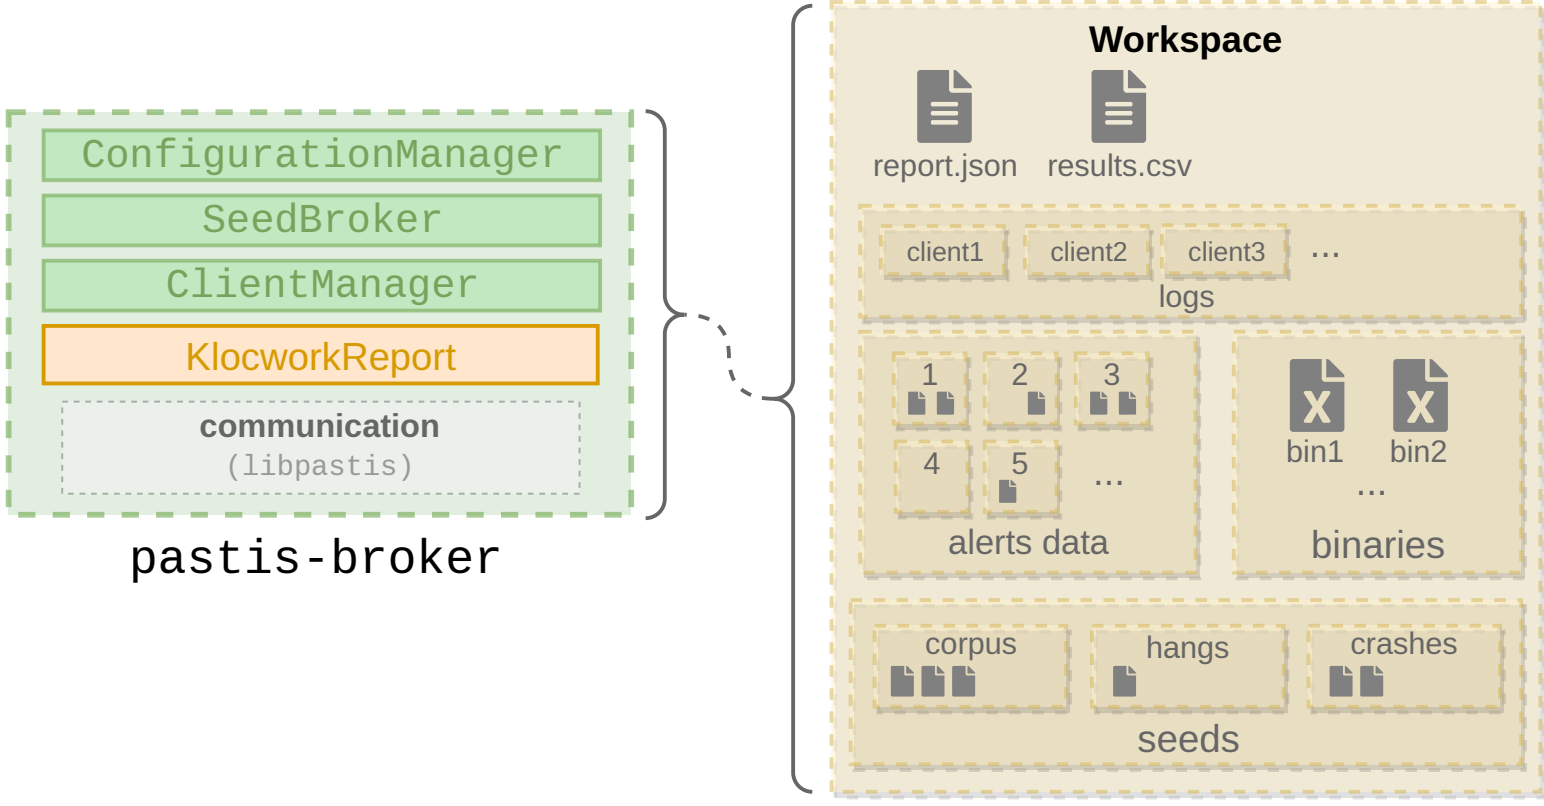 ConfigurationManager
SeedBroker
ClientManager
KlocworkReport
communication
(libpastis)
pastis-broker
Workspace
report.json results.csv
client1 client2 client3 ...
logs
1 2 3
4 5 ...
alerts data
bin1 bin2
...
binaries
corpus hangs crashes
seeds